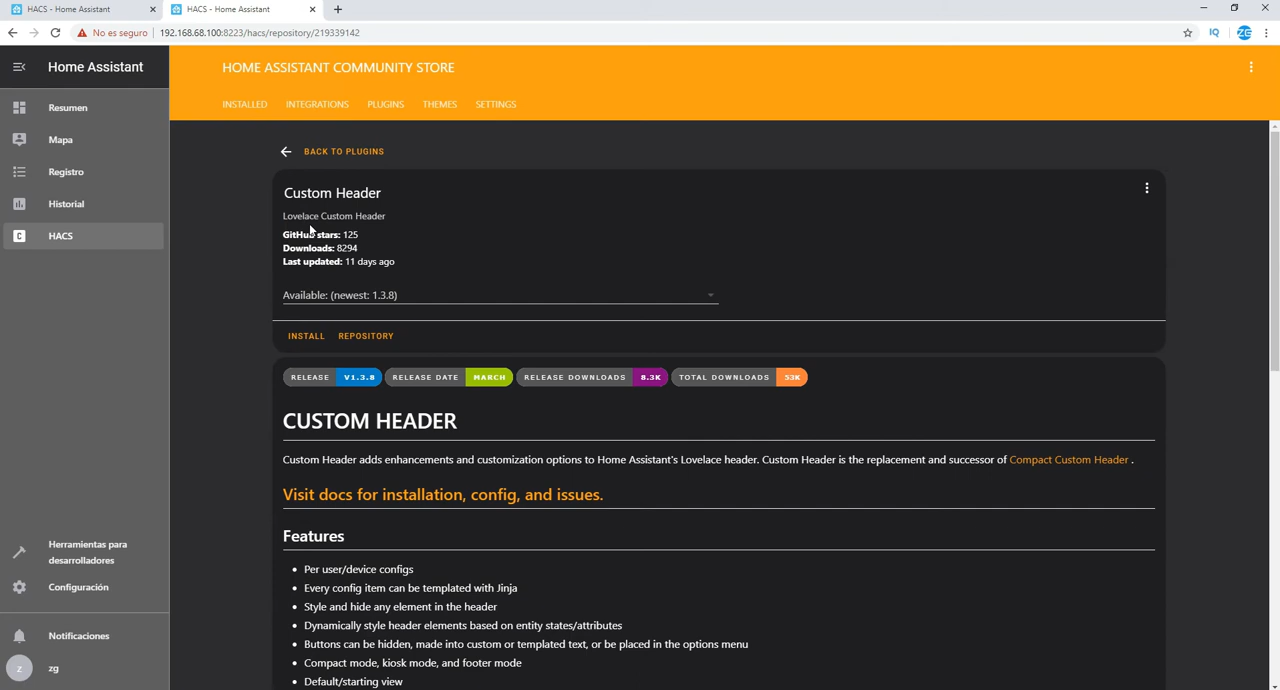 HACS - Home Assistant
HACS - Home Assistant
No es seguro
192.168.68.100:8223/hacs/repository/219339142
IQ
ZG
Home Assistant
Resumen
Mapa
Registro
Historial
C
HACS
Herramientas para
desarrolladores
Configuración
Notificaciones
z
zg
HOME ASSISTANT COMMUNITY STORE
INSTALLED INTEGRATIONS PLUGINS THEMES SETTINGS
BACK TO PLUGINS
Custom Header
Lovelace Custom Header
GitHub stars: 125
Downloads: 8294
Last updated: 11 days ago
Available: (newest: 1.3.8)
INSTALL REPOSITORY
RELEASE V1.3.8 RELEASE DATE MARCH RELEASE DOWNLOADS 8.3K TOTAL DOWNLOADS 53K
CUSTOM HEADER
Custom Header adds enhancements and customization options to Home Assistant's Lovelace header. Custom Header is the replacement and successor of Compact Custom Header .
Visit docs for installation, config, and issues.
Features
• Per user/device configs
• Every config item can be templated with Jinja
• Style and hide any element in the header
• Dynamically style header elements based on entity states/attributes
• Buttons can be hidden, made into custom or templated text, or be placed in the options menu
• Compact mode, kiosk mode, and footer mode
• Default/starting view